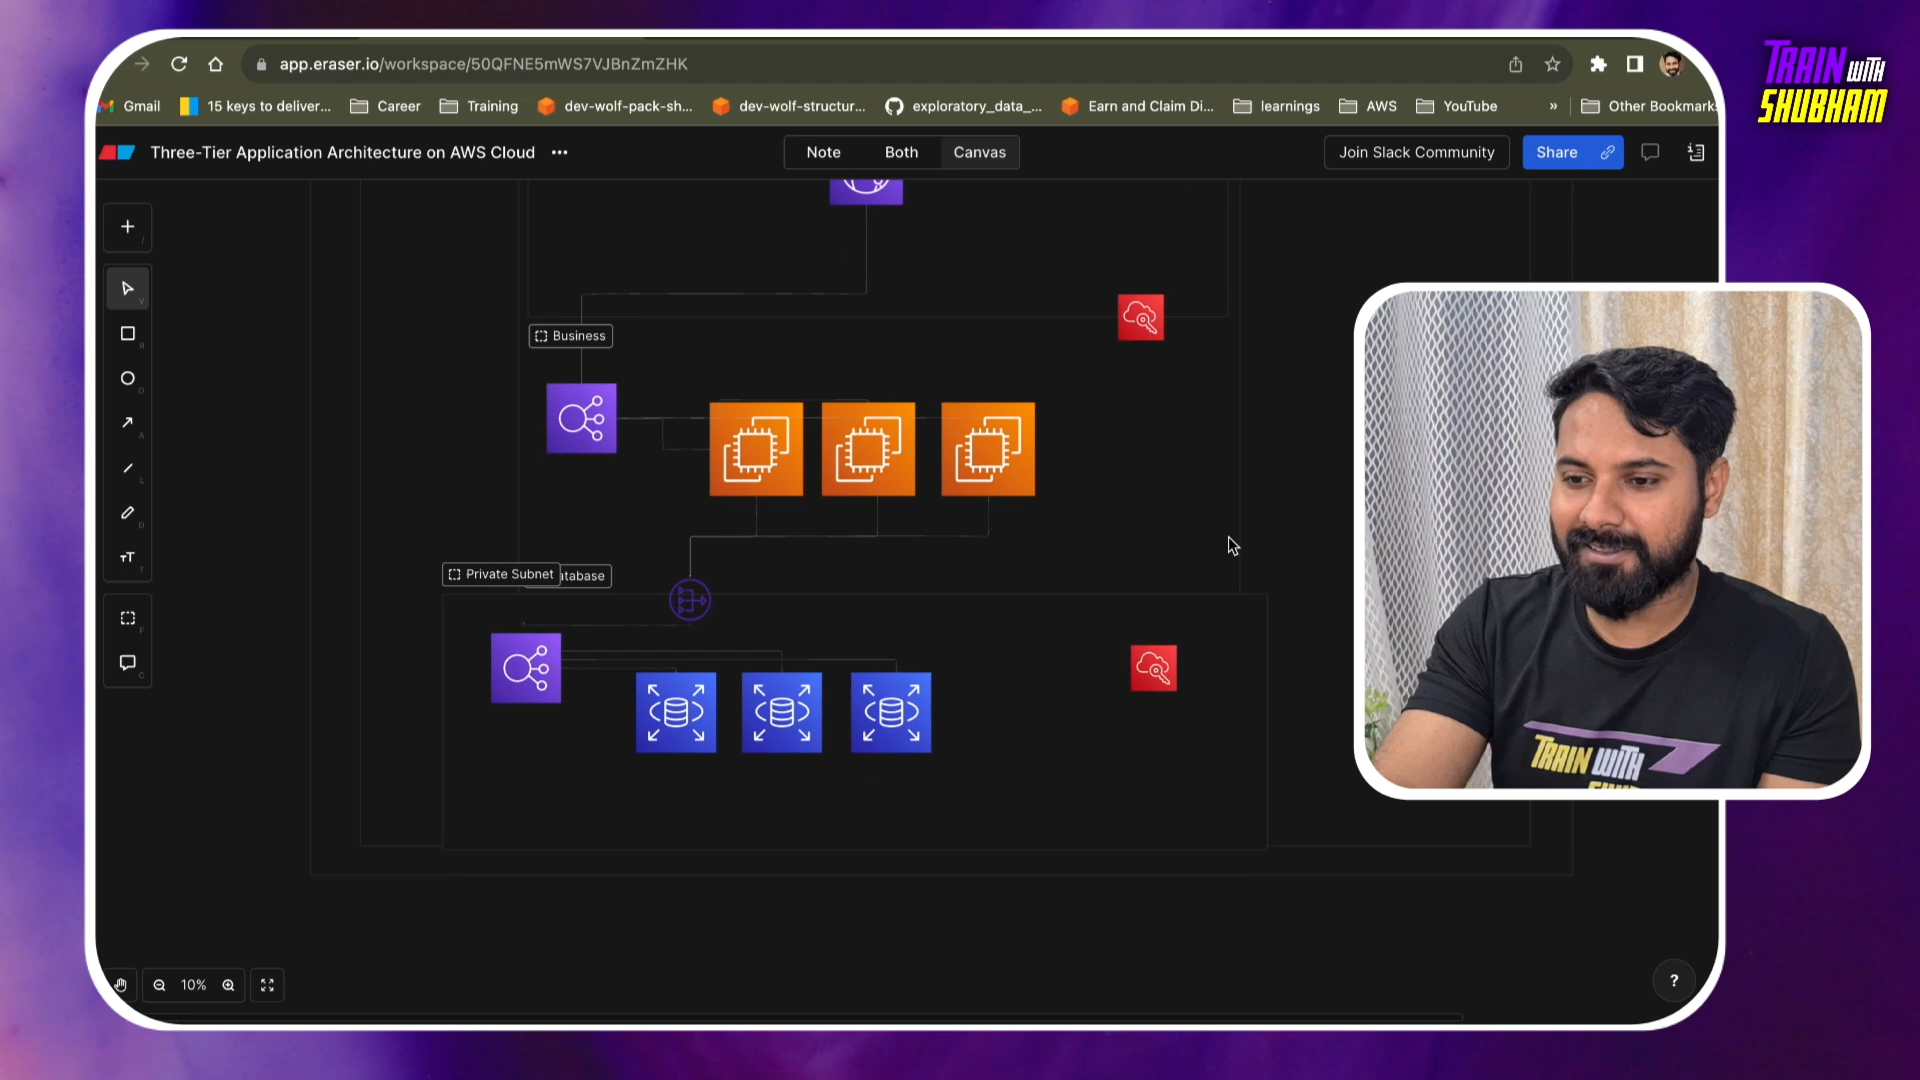 TRAIN WITH
SHUBHAM
app.eraser.io/workspace/50QFNE5mWS7VJBnZmZHK
Gmail
15 keys to deliver...
Career
Training
dev-wolf-pack-sh...
dev-wolf-structur...
exploratory_data_...
Earn and Claim Di...
learnings
AWS
YouTube
»
Other Bookmarks
Three-Tier Application Architecture on AWS Cloud
Note
Both
Canvas
Join Slack Community
Share
Business
Private Subnet
atabase
TRAIN WITH
10%
?